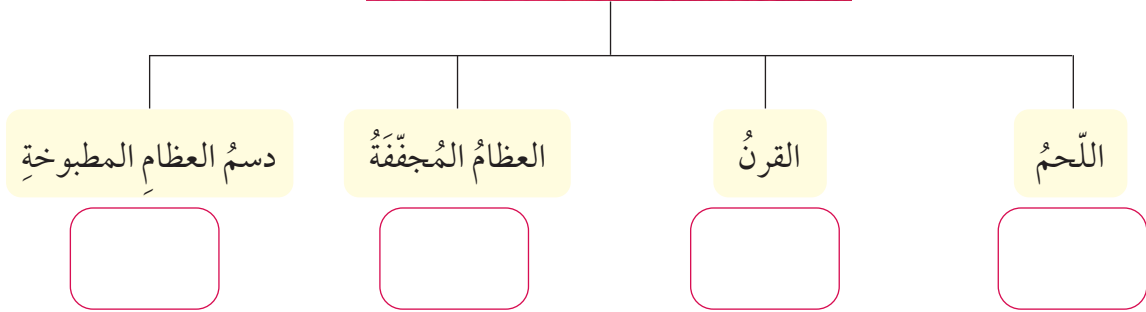 اللّحمُ
القرنُ
العظامُ المُجفّفَةُ
دسمُ العظامِ المطبوخةِ